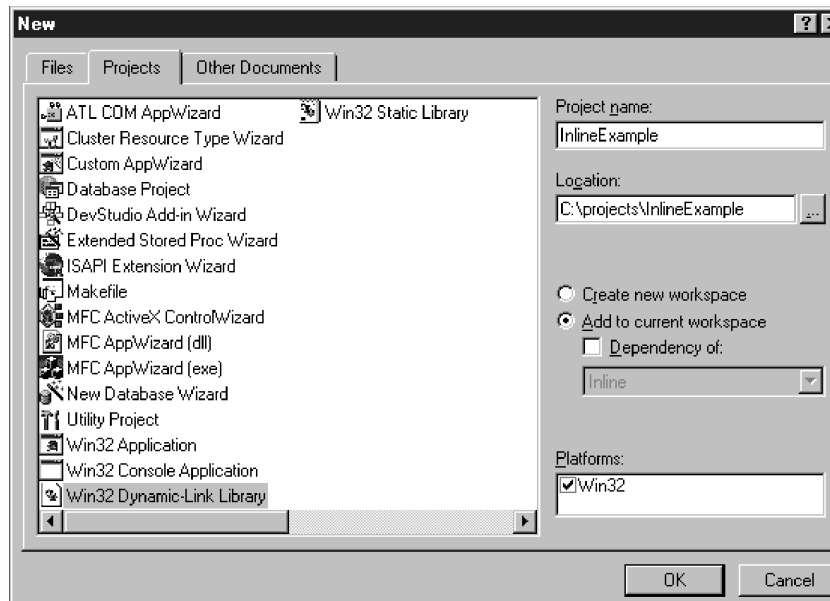 New
Files
Projects
Other Documents
ATL COM AppWizard
Cluster Resource Type Wizard
Custom AppWizard
Database Project
DevStudio Add-in Wizard
Extended Stored Proc Wizard
ISAPI Extension Wizard
Makefile
MFC ActiveX ControlWizard
MFC AppWizard (dll)
MFC AppWizard (exe)
New Database Wizard
Utility Project
Win32 Application
Win32 Console Application
Win32 Dynamic-Link Library
Win32 Static Library
Project name:
InlineExample
Location:
C:\projects\InlineExample
...
Create new workspace
Add to current workspace
Dependency of:
Inline
Platforms:
Win32
OK
Cancel